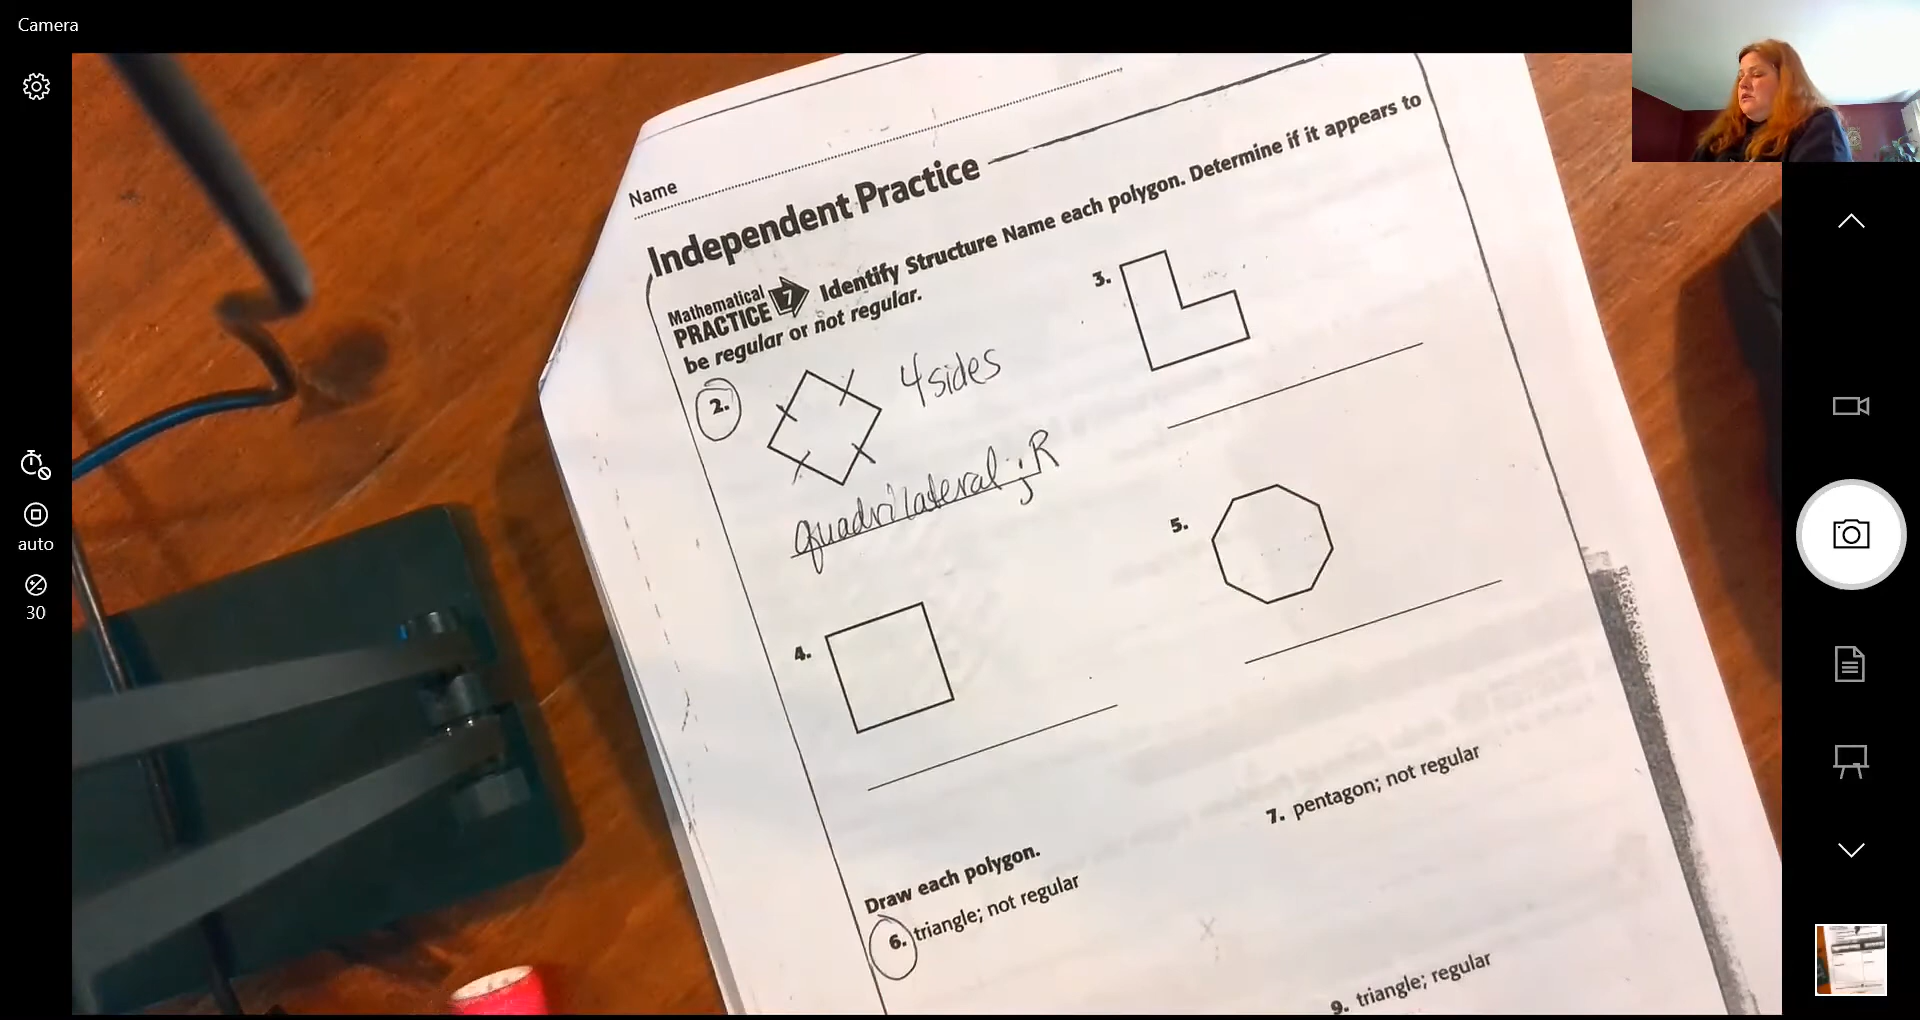 Camera
Name
Independent Practice
Mathematical
PRACTICE 7 Identify Structure Name each polygon. Determine if it appears to
be regular or not regular.
2.
4 sides
quadrilateral; R
3.
4.
5.
Draw each polygon.
6. triangle; not regular
7. pentagon; not regular
9. triangle; regular
auto
30